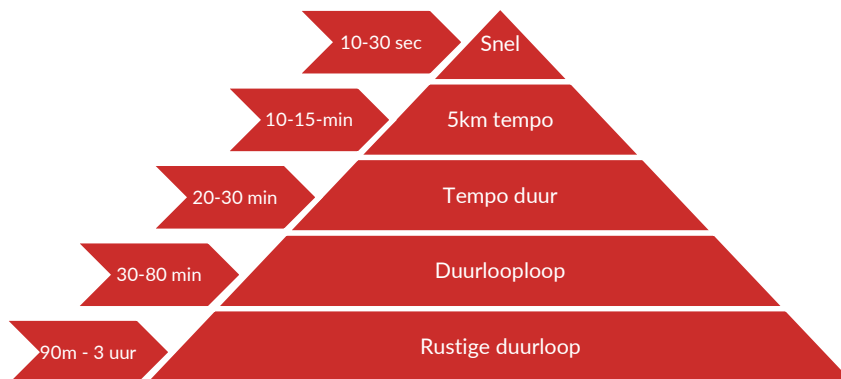 10-30 sec
Snel
10-15-min
5km tempo
20-30 min
Tempo duur
30-80 min
Duurlooploop
90m - 3 uur
Rustige duurloop